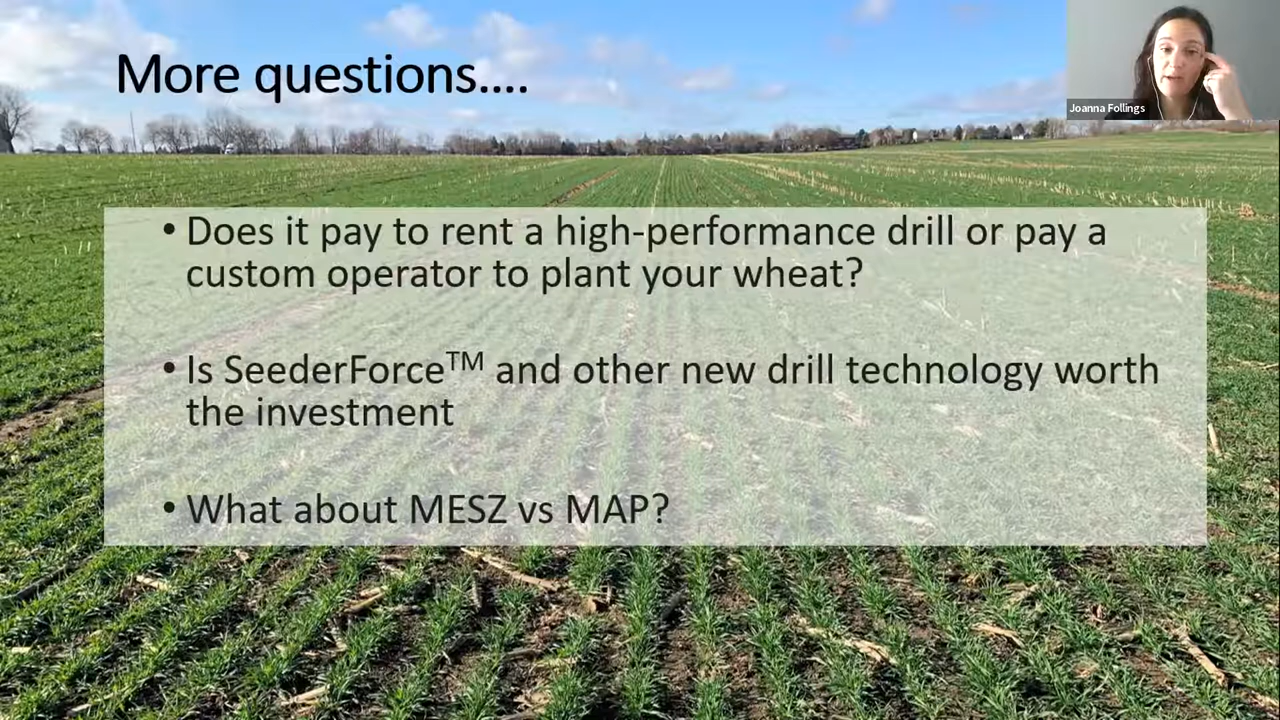 More questions....
Joanna Follings
• Does it pay to rent a high-performance drill or pay a
custom operator to plant your wheat?
• Is SeederForce™ and other new drill technology worth
the investment
• What about MESZ vs MAP?